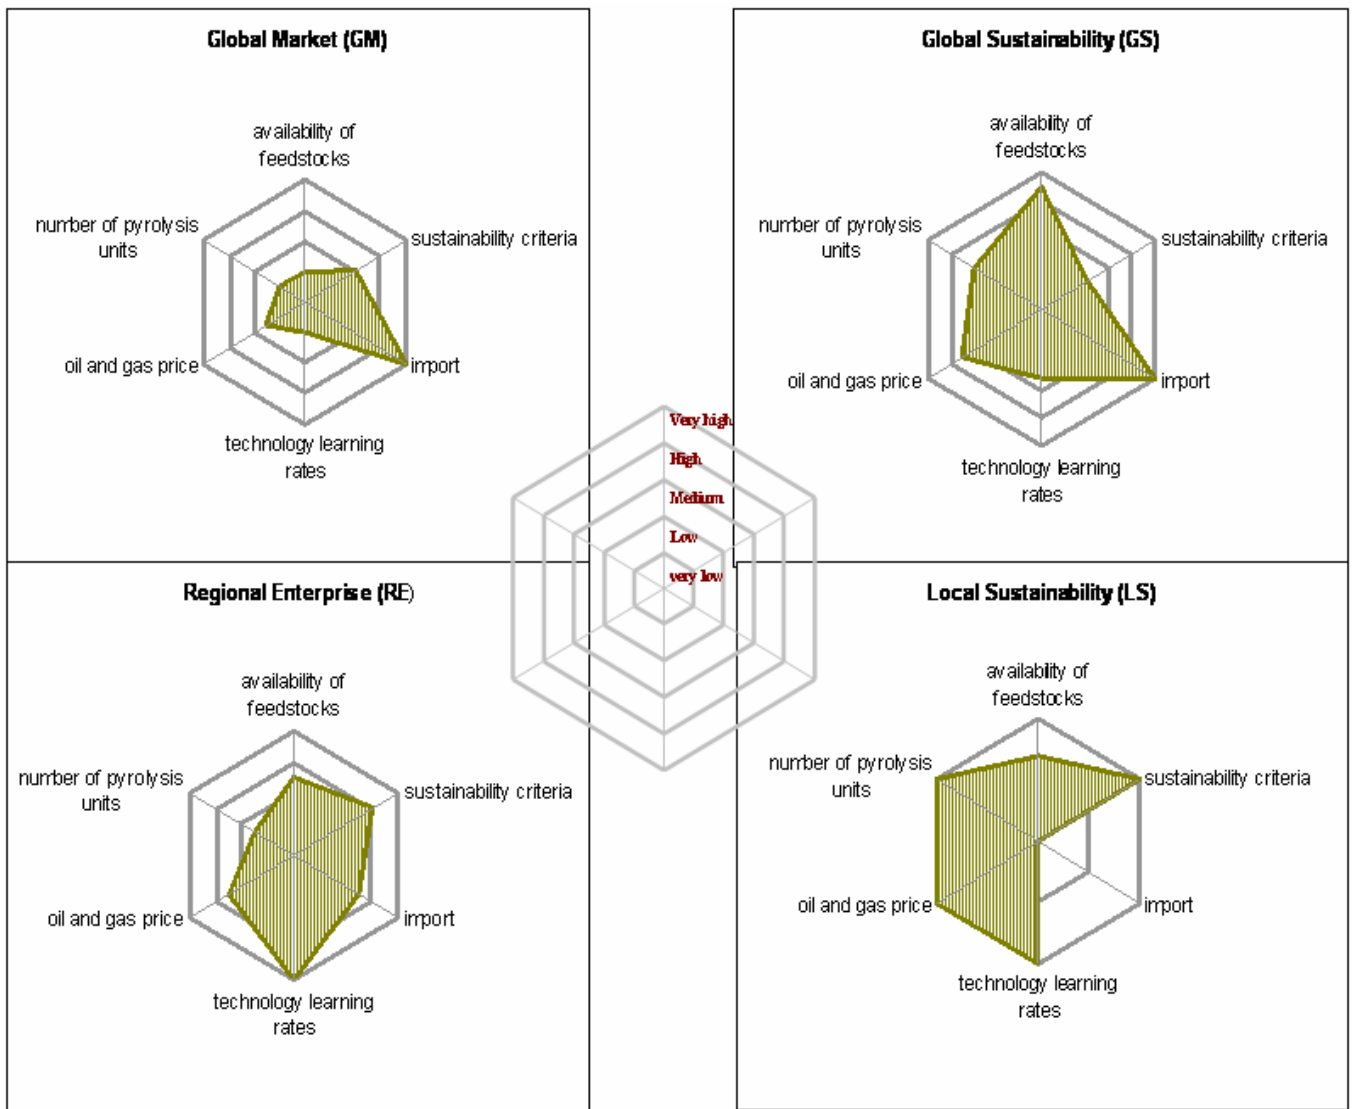 Global Market (GM)
availability of
feedstocks
number of pyrolysis
units
sustainability criteria
oil and gas price
import
technology learning
rates
Global Sustainability (GS)
availability of
feedstocks
number of pyrolysis
units
sustainability criteria
oil and gas price
import
technology learning
rates
Very high
High
Medium
Low
very low
Regional Enterprise (RE)
availability of
feedstocks
number of pyrolysis
units
sustainability criteria
oil and gas price
import
technology learning
rates
Local Sustainability (LS)
availability of
feedstocks
number of pyrolysis
units
sustainability criteria
oil and gas price
import
technology learning
rates